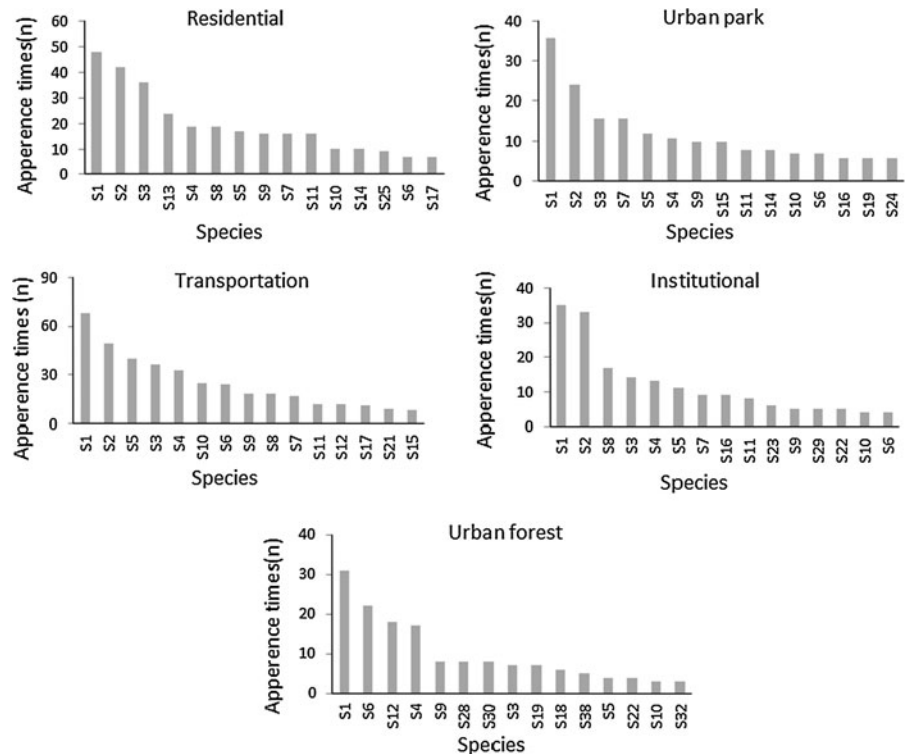 Residential
Apperence times(n)
60
50
40
30
20
10
0
S1 S2 S3 S13 S4 S8 S5 S9 S7 S11 S10 S14 S25 S6 S17
Species
Urban park
Apperence times(n)
40
30
20
10
0
S1 S2 S3 S7 S5 S4 S9 S15 S11 S14 S10 S6 S16 S19 S24
Species
Transportation
Apperence times (n)
90
60
30
0
S1 S2 S5 S3 S4 S10 S6 S9 S8 S7 S11 S12 S17 S21 S15
Species
Institutional
Apperence times(n)
40
30
20
10
0
S1 S2 S8 S3 S4 S5 S7 S16 S11 S23 S9 S29 S22 S10 S6
Species
Urban forest
Apperence times(n)
40
30
20
10
0
S1 S6 S12 S4 S9 S28 S30 S3 S19 S18 S38 S5 S22 S10 S32
Species